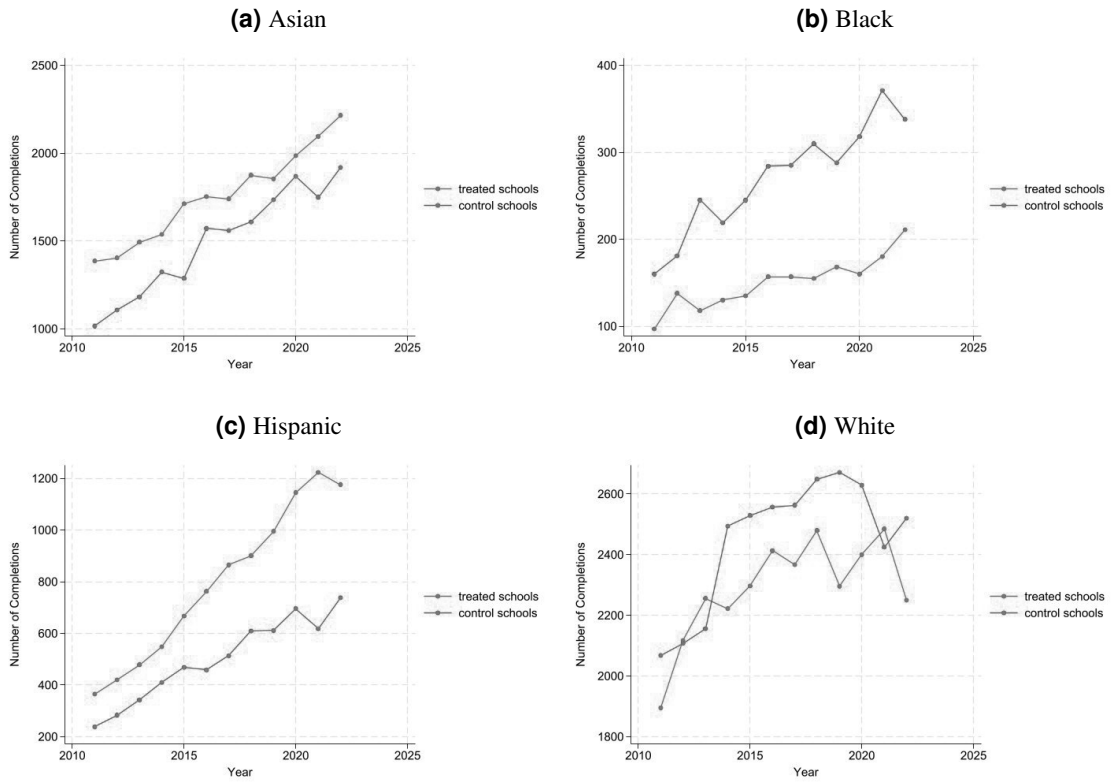 (a) Asian
2500
2000
1500
1000
Number of Completions
2010 2015 2020 2025
Year
treated schools
control schools
(b) Black
400
300
200
100
Number of Completions
2010 2015 2020 2025
Year
treated schools
control schools
(c) Hispanic
1200
1000
800
600
400
200
Number of Completions
2010 2015 2020 2025
Year
treated schools
control schools
(d) White
2600
2400
2200
2000
1800
Number of Completions
2010 2015 2020 2025
Year
treated schools
control schools